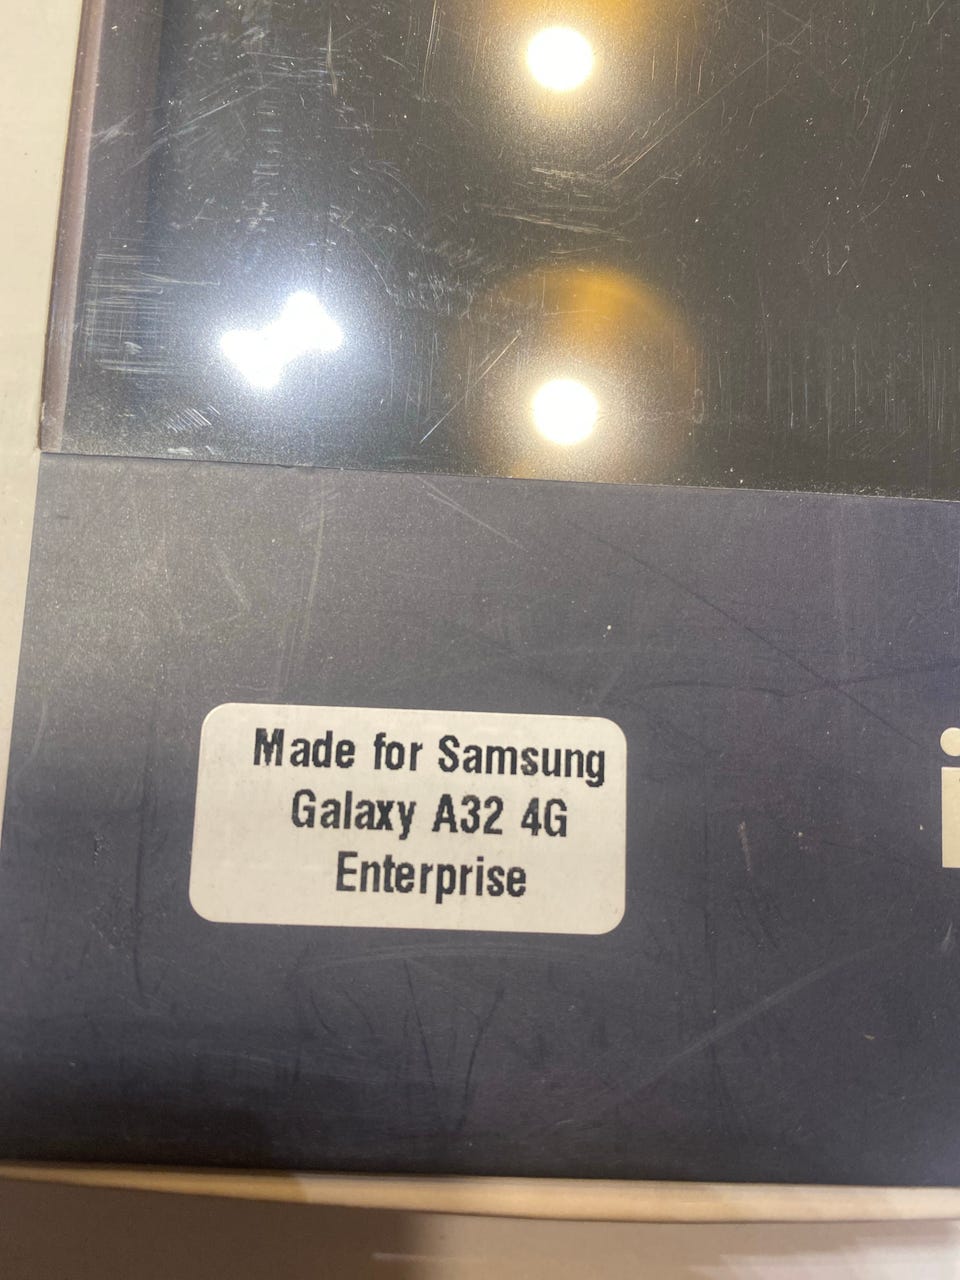 Made for Samsung
Galaxy A32 4G
Enterprise